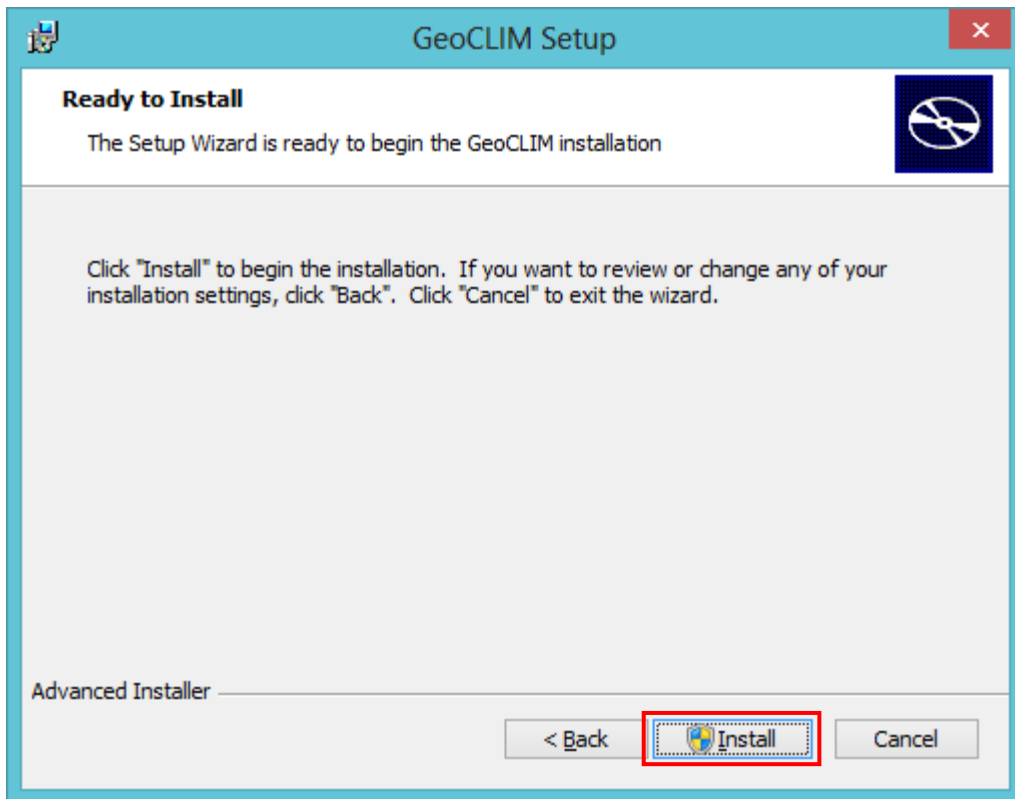 GeoCLIM Setup
Ready to Install
The Setup Wizard is ready to begin the GeoCLIM installation
Click "Install" to begin the installation.  If you want to review or change any of your
installation settings, click "Back".  Click "Cancel" to exit the wizard.
Advanced Installer
< Back
Install
Cancel